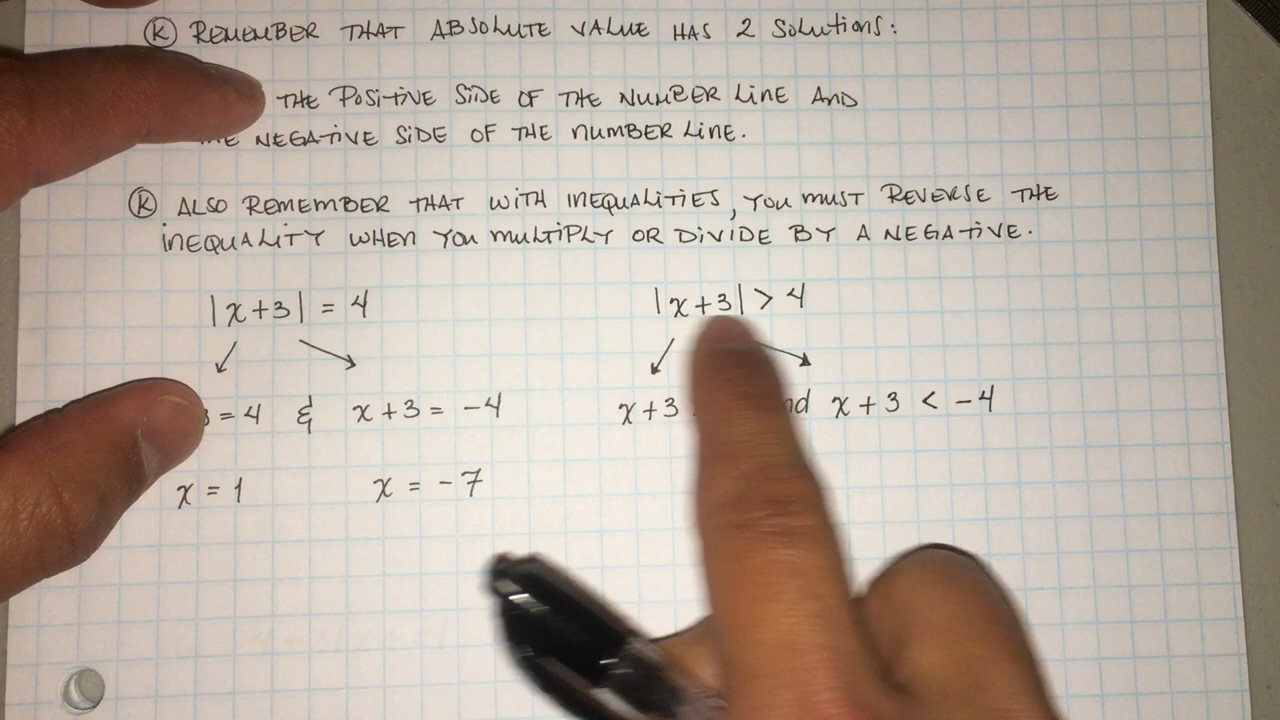 Ⓚ REMEMBER THAT ABSOLUTE VALUE HAS 2 SOLUTIONS:
THE POSITIVE SIDE OF THE NUMBER LINE AND
NEGATIVE SIDE OF THE NUMBER LINE.
Ⓚ ALSO REMEMBER THAT WITH INEQUALITIES, YOU MUST REVERSE THE
INEQUALITY WHEN YOU MULTIPLY OR DIVIDE BY A NEGATIVE.
|x+3| = 4
|x+3| > 4
= 4 & x+3 = -4
x+3 x+3 < -4
x = 1 x = -7